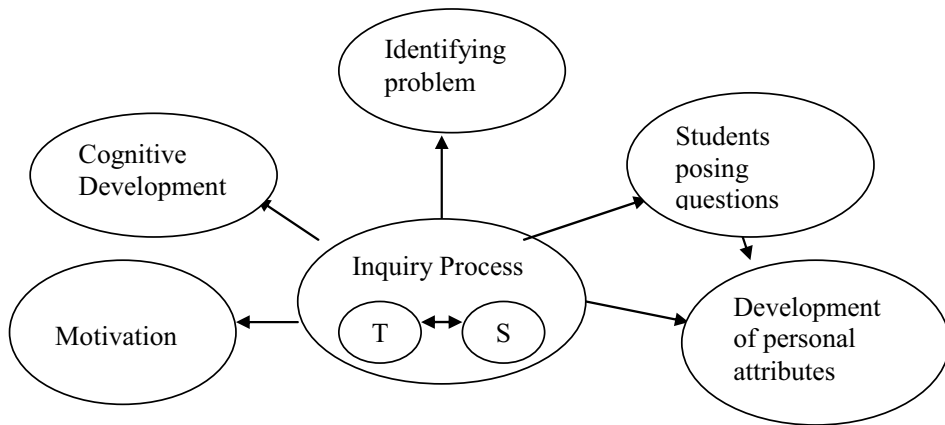 Identifying
problem
Cognitive
Development
Students
posing
questions
Inquiry Process
T
S
Motivation
Development
of personal
attributes